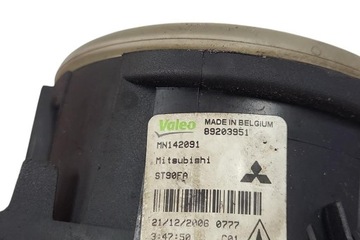 Valeo MADE IN BELGIUM
89203951
MN142091
Mitsubishi
ST90FA
21/12/2006 0777
3:47:50 C01